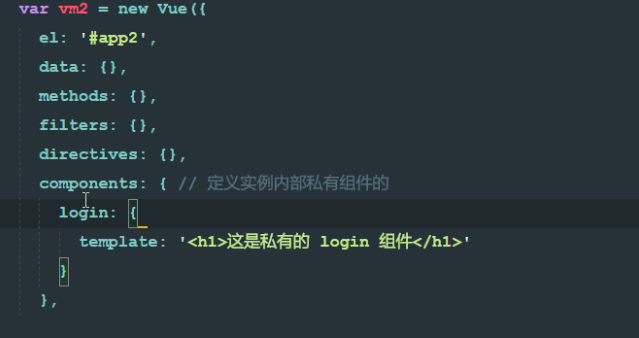 var vm2 = new Vue({
el: '#app2',
data: {},
methods: {},
filters: {},
directives: {},
components: { // 定义实例内部私有组件的
login: {
template: '<h1>这是私有的 login 组件</h1>'
}
},